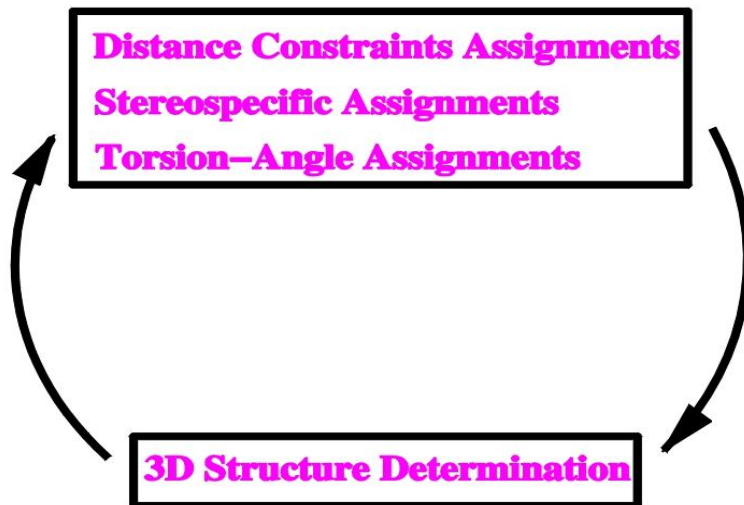 Distance Constraints Assignments
Stereospecific Assignments
Torsion–Angle Assignments
3D Structure Determination